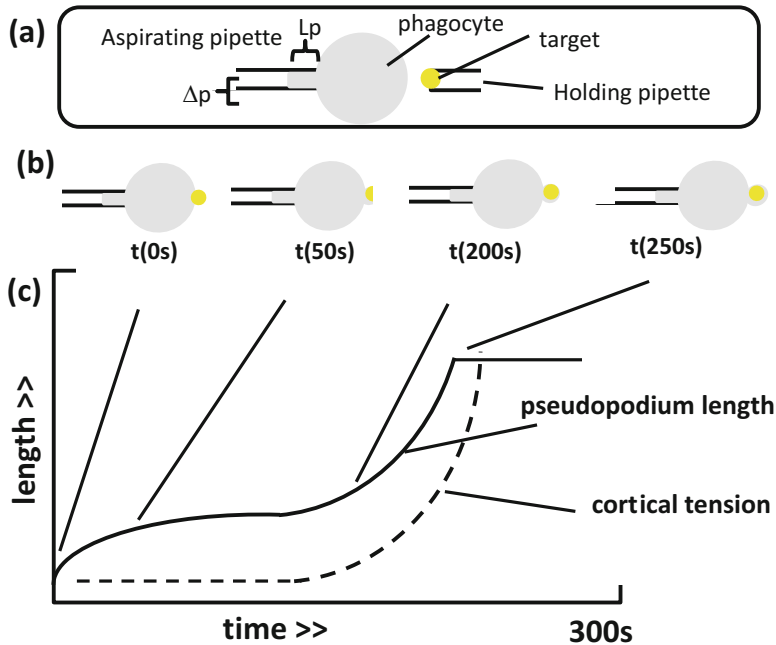 (a)
Aspirating pipette
Lp
phagocyte
target
Δp
Holding pipette
(b)
t(0s)
t(50s)
t(200s)
t(250s)
(c)
length >>
pseudopodium length
cortical tension
time >>
300s